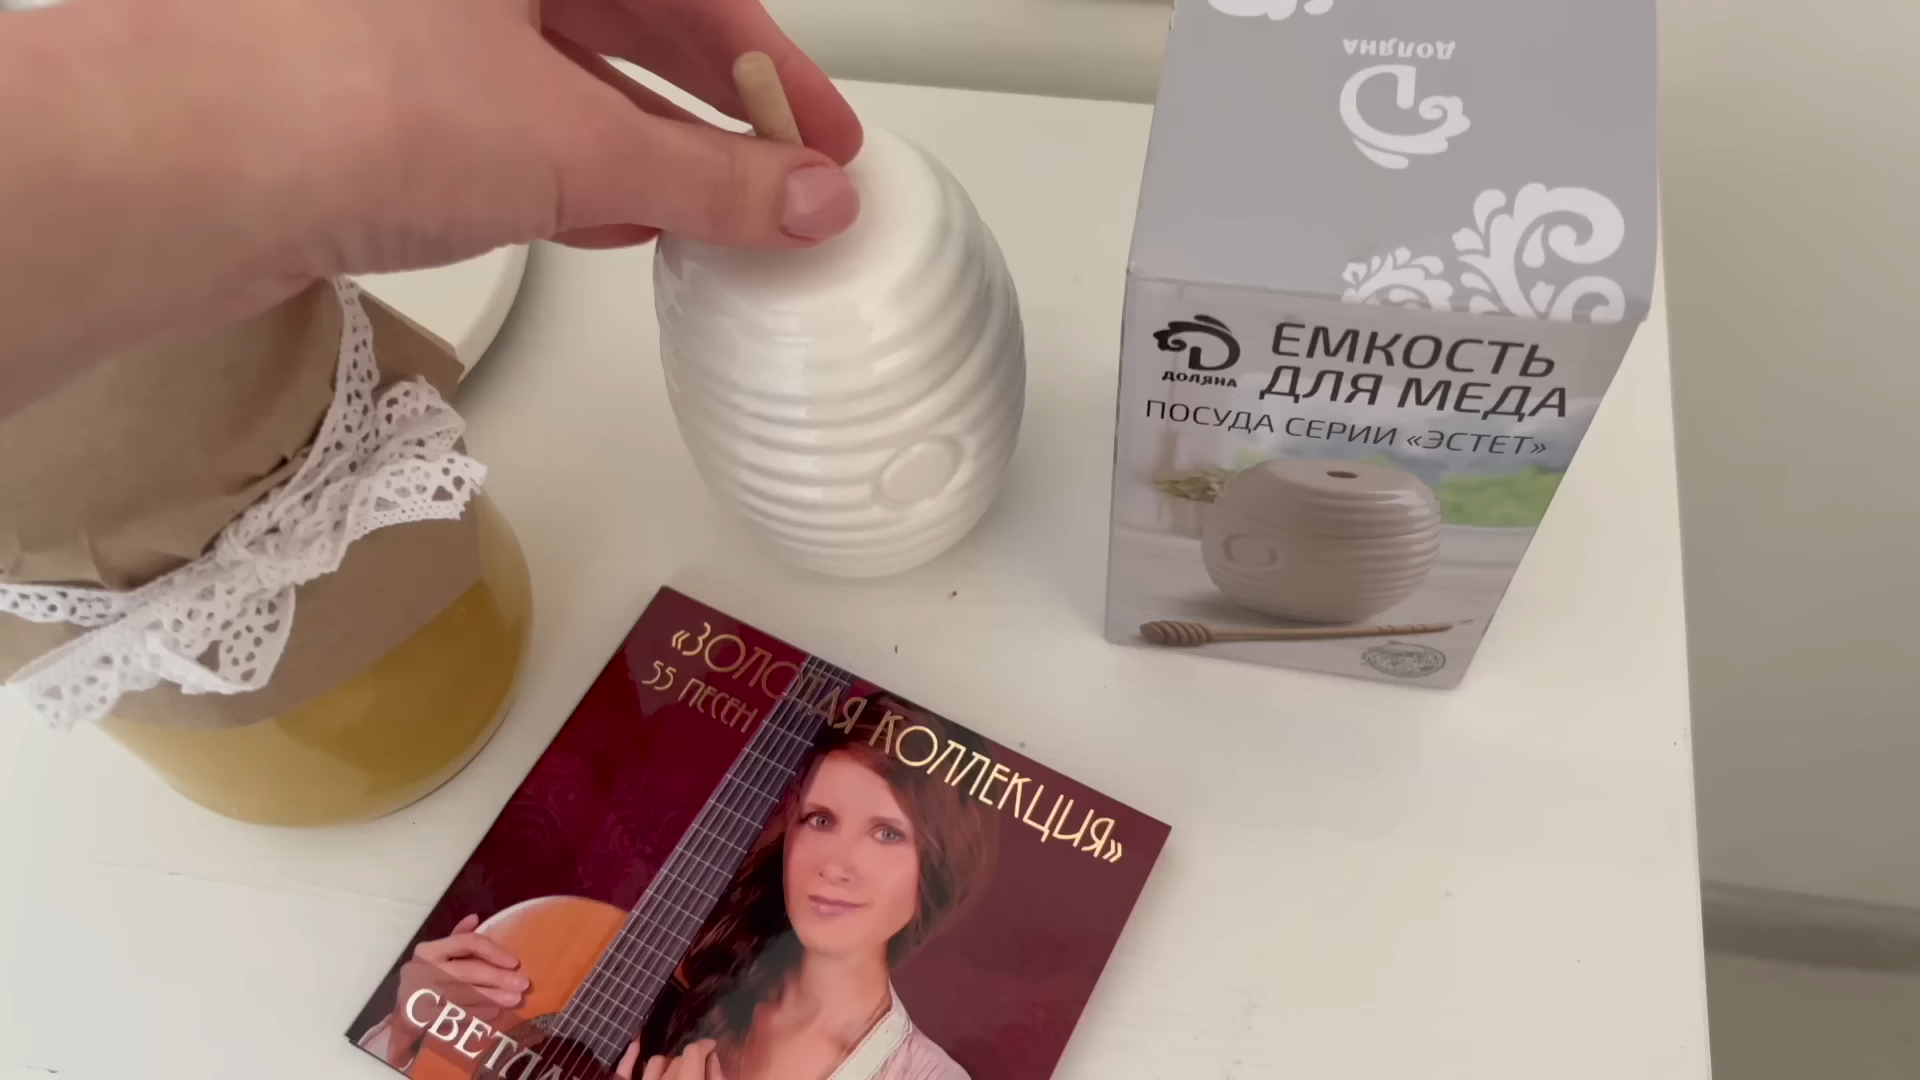 ДОЛЯНА
ДОЛЯНА
ЕМКОСТЬ
ДЛЯ МЕДА
ПОСУДА СЕРИИ «ЭСТЕТ»
«ЗОЛОТАЯ КОЛЛЕКЦИЯ»
55 ПЕСЕН